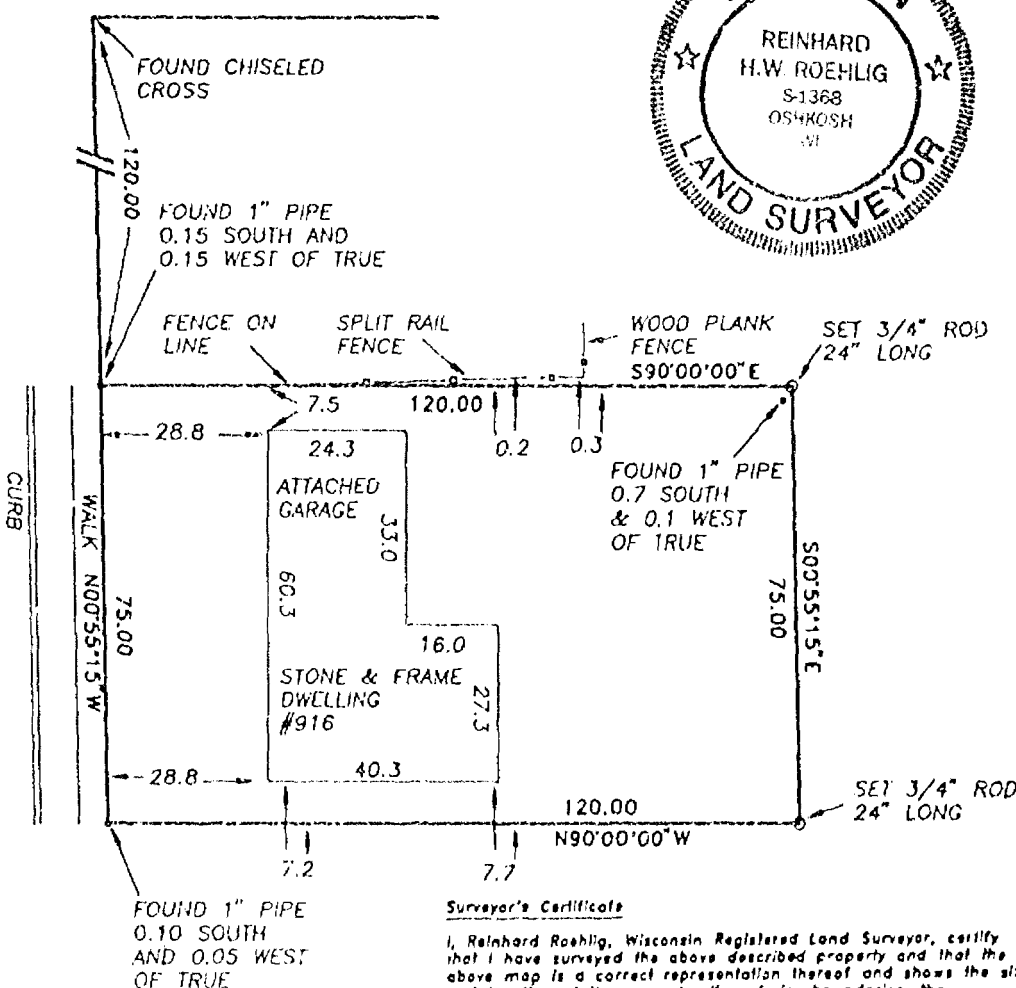 FOUND CHISELED
CROSS
120.00
REINHARD
H.W. ROEHLIG
S-1368
OSHKOSH
WI
LAND SURVEYOR
FOUND 1" PIPE
0.15 SOUTH AND
0.15 WEST OF TRUE
FENCE ON
LINE
SPLIT RAIL
FENCE
WOOD PLANK
FENCE
S90°00'00"E
SET 3/4" ROD
24" LONG
7.5
120.00
28.8
24.3
0.2
0.3
FOUND 1" PIPE
0.7 SOUTH
& 0.1 WEST
OF TRUE
ATTACHED
GARAGE
33.0
CURB
WALK
N00°55'15"W
75.00
60.3
16.0
S00°55'15"E
75.00
STONE & FRAME
DWELLING
#916
27.3
28.8
40.3
120.00
N90°00'00"W
SET 3/4" ROD
24" LONG
7.2
7.7
FOUND 1" PIPE
0.10 SOUTH
AND 0.05 WEST
OF TRUE
Surveyor's Certificate
I, Reinhard Roehlig, Wisconsin Registered Land Surveyor, certify
that I have surveyed the above described property and that the
above map is a correct representation thereof and shows the